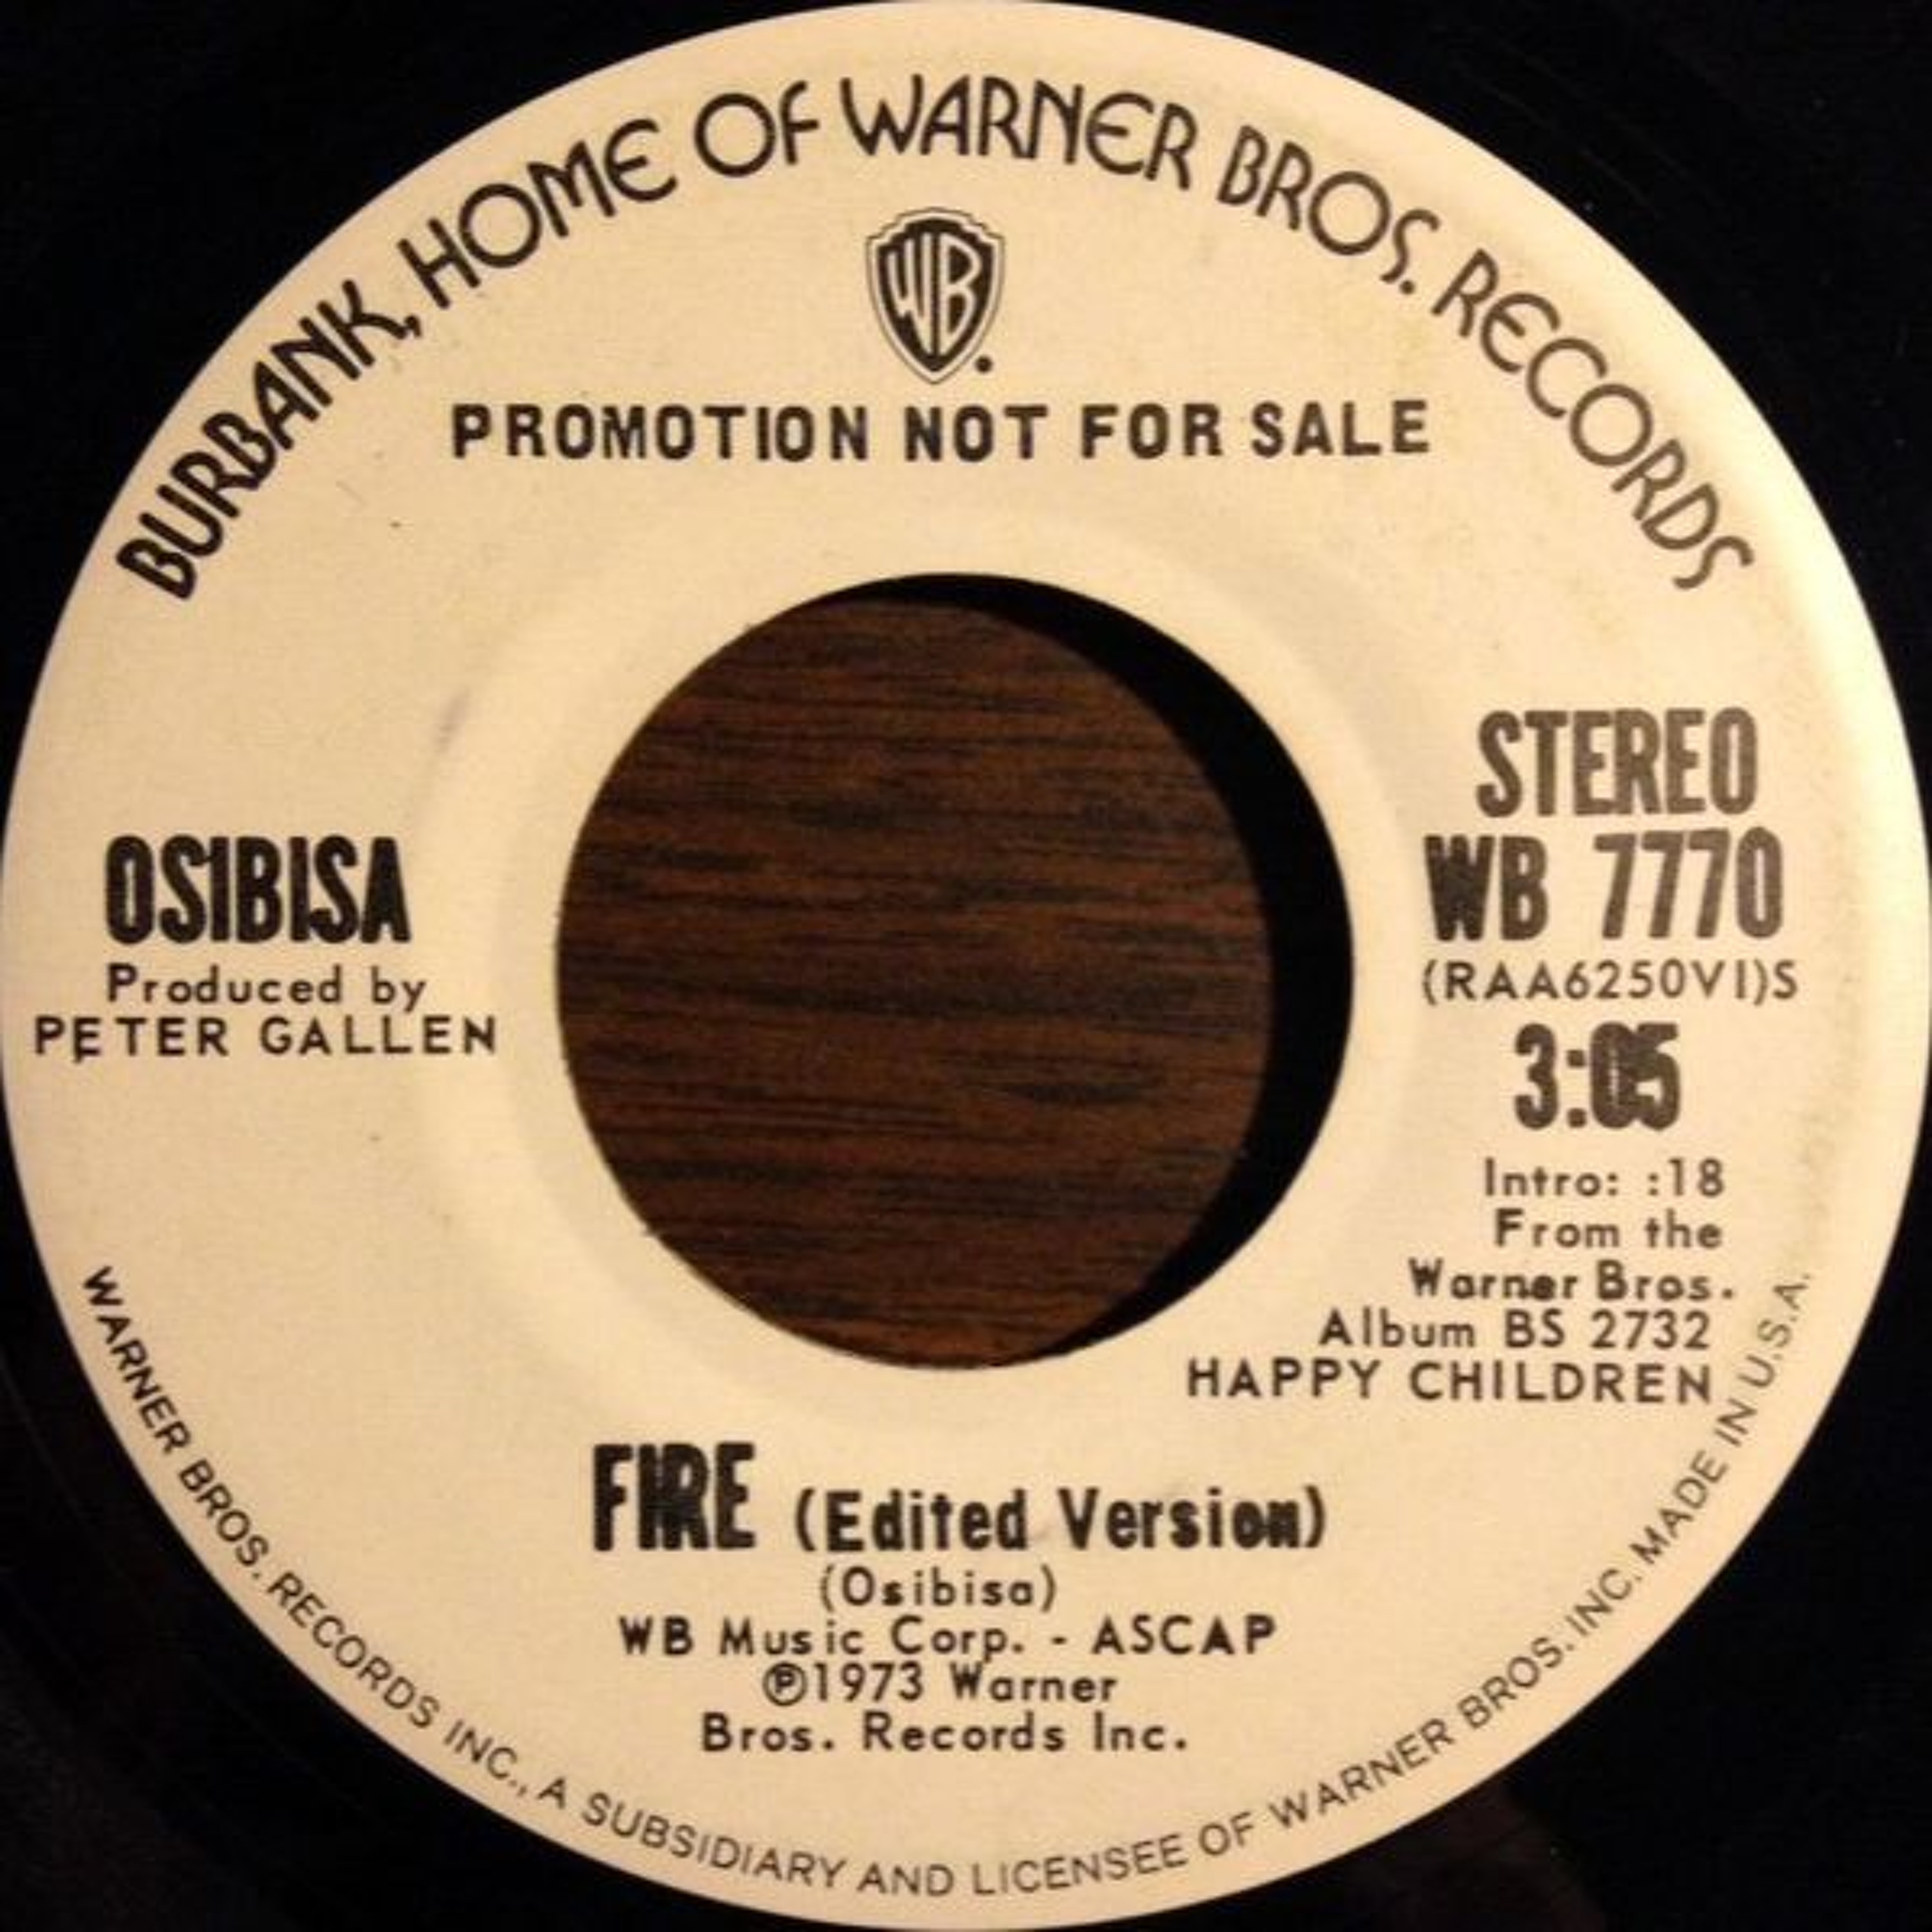 BURBANK, HOME OF WARNER BROS. RECORDS
WB
PROMOTION NOT FOR SALE
OSIBISA
Produced by
PETER GALLEN
STEREO
WB 7770
(RAA6250V1)S
3:05
Intro: :18
From the
Warner Bros.
Album BS 2732
HAPPY CHILDREN
FIRE (Edited Version)
(Osibisa)
WB Music Corp. - ASCAP
℗1973 Warner
Bros. Records Inc.
WARNER BROS. RECORDS INC., A SUBSIDIARY AND LICENSEE OF WARNER BROS. INC. MADE IN U.S.A.